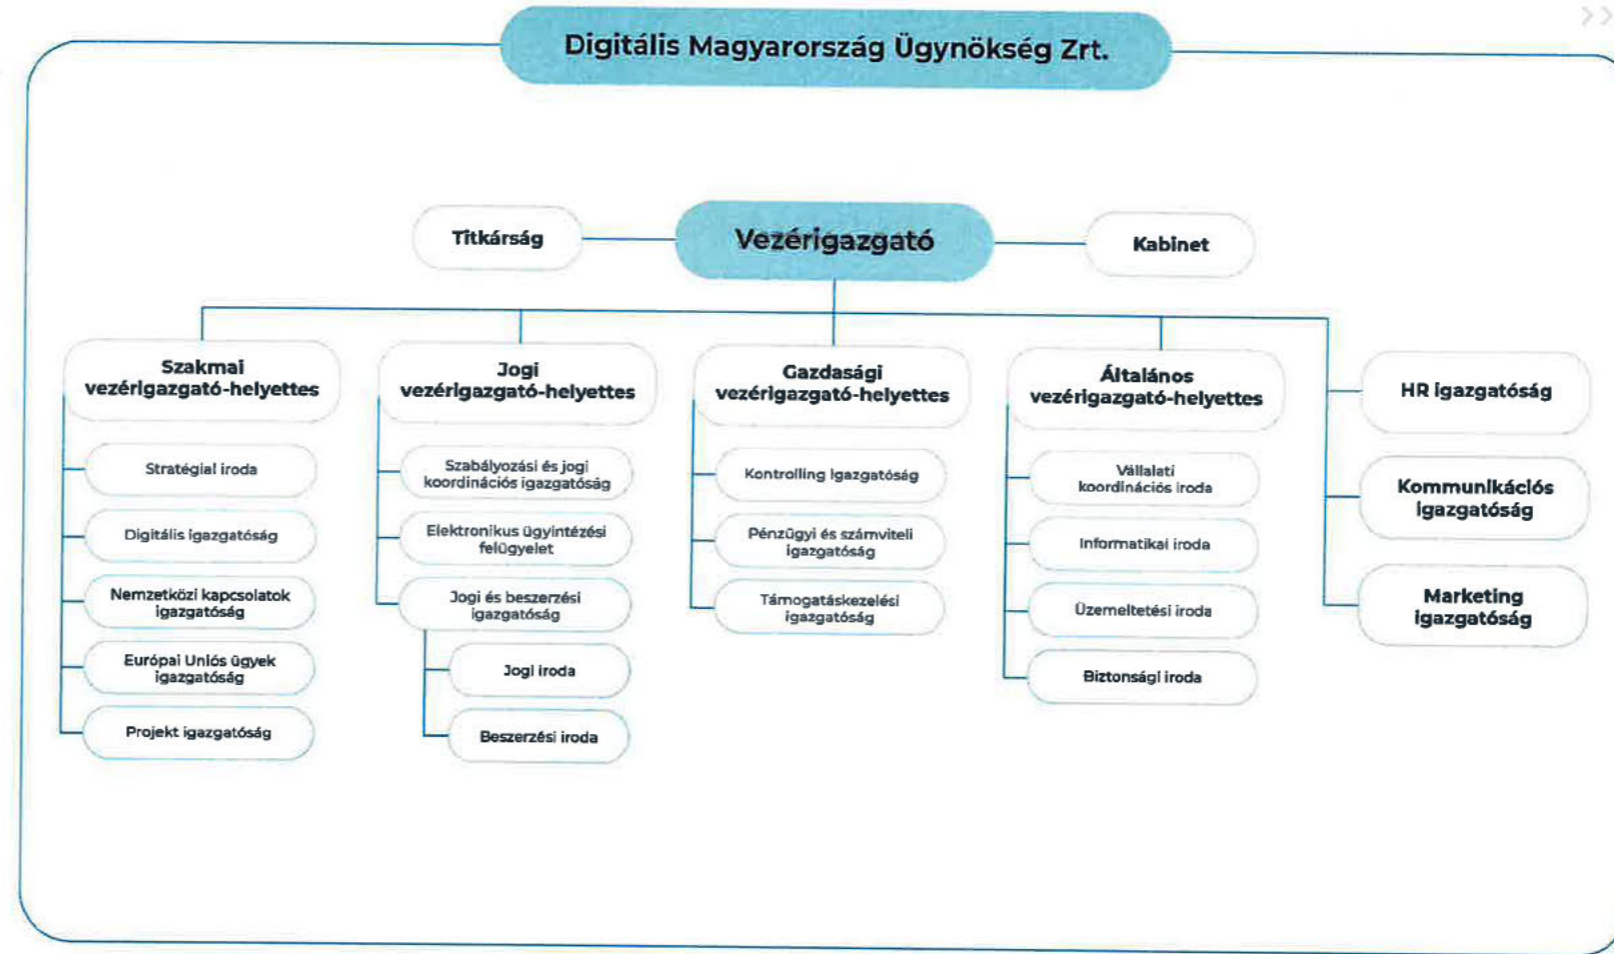 Digitális Magyarország Ügynökség Zrt.
Titkárság
Vezérigazgató
Kabinet
Szakmai
vezérigazgató-helyettes
Stratégiai iroda
Digitális igazgatóság
Nemzetközi kapcsolatok
igazgatóság
Európai Uniós ügyek
igazgatóság
Projekt igazgatóság
Jogi
vezérigazgató-helyettes
Szabályozási és jogi
koordinációs igazgatóság
Elektronikus ügyintézési
felügyelet
Jogi és beszerzési
igazgatóság
Jogi iroda
Beszerzési iroda
Gazdasági
vezérigazgató-helyettes
Kontrolling igazgatóság
Pénzügyi és számviteli
igazgatóság
Támogatáskezelési
igazgatóság
Általános
vezérigazgató-helyettes
Vállalati
koordinációs iroda
Informatikai iroda
Üzemeltetési iroda
Biztonsági iroda
HR igazgatóság
Kommunikációs
igazgatóság
Marketing
igazgatóság